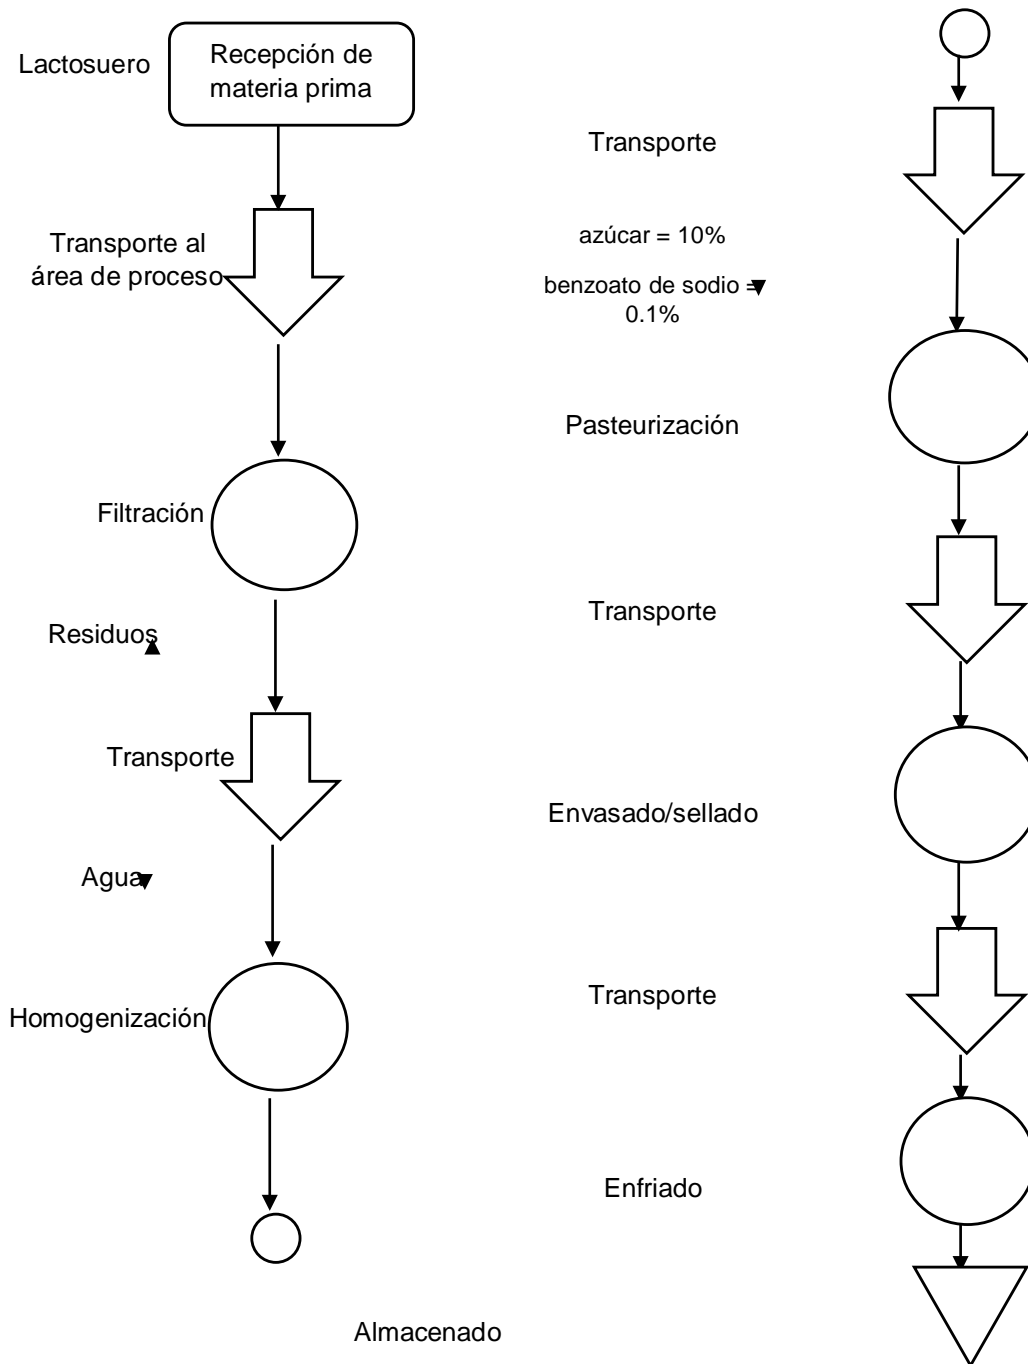 Lactosuero
Recepción de
materia prima
Transporte al
área de proceso
Filtración
Residuos
Transporte
Agua
Homogenización
Transporte
azúcar = 10%
benzoato de sodio =
0.1%
Pasteurización
Transporte
Envasado/sellado
Transporte
Enfriado
Almacenado